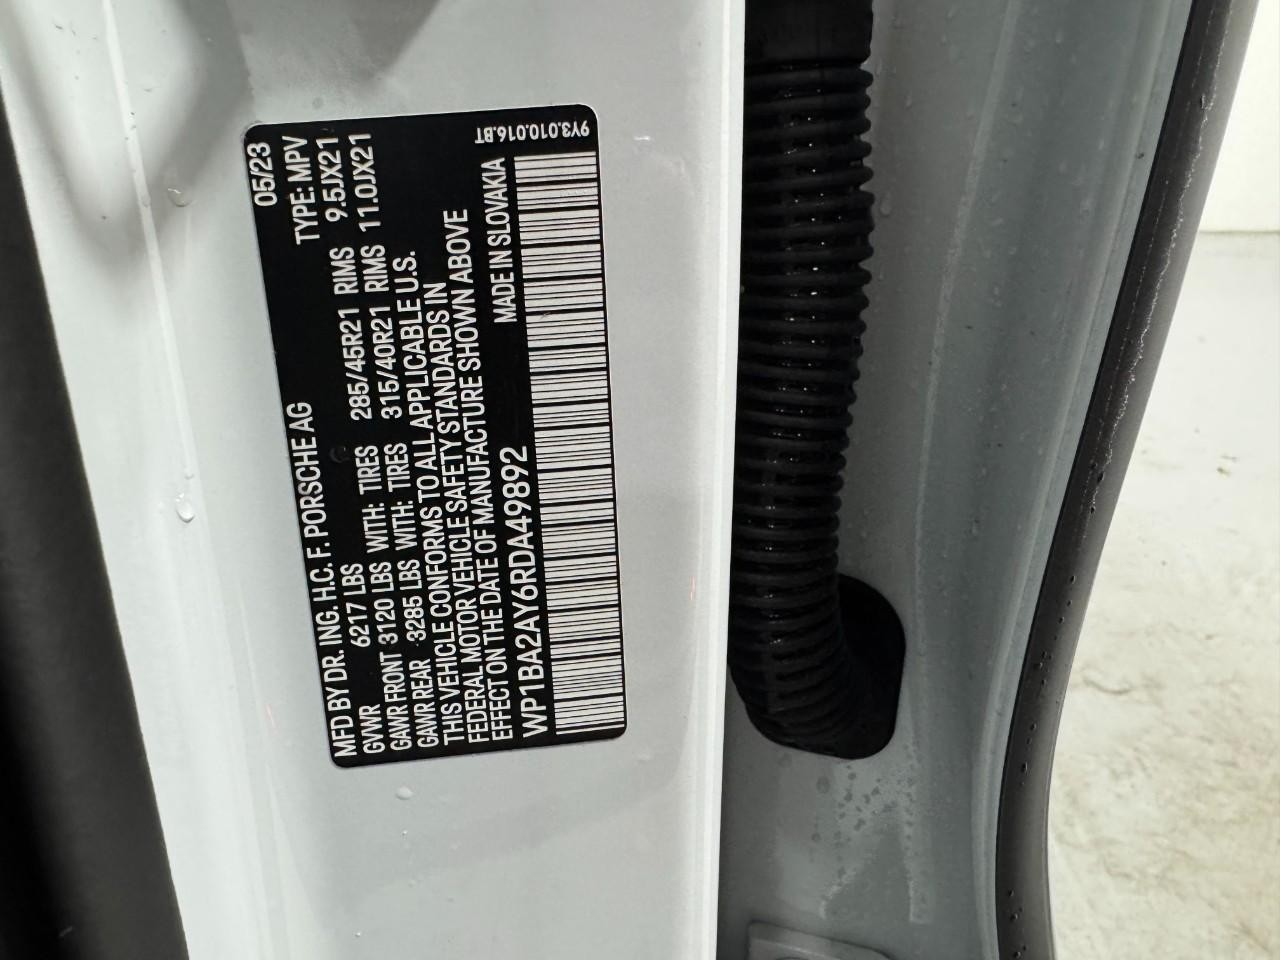 MFD BY DR. ING. H.C. F. PORSCHE AG 05/23
GVWR 6217 LBS TYPE: MPV
GAWR FRONT 3120 LBS WITH: TIRES 285/45R21 RIMS 9.5JX21
GAWR REAR 3285 LBS WITH: TIRES 315/40R21 RIMS 11.0JX21
THIS VEHICLE CONFORMS TO ALL APPLICABLE U.S.
FEDERAL MOTOR VEHICLE SAFETY STANDARDS IN
EFFECT ON THE DATE OF MANUFACTURE SHOWN ABOVE
WP1BA2AY6RDA49892 MADE IN SLOVAKIA
9Y3.010.016.BT